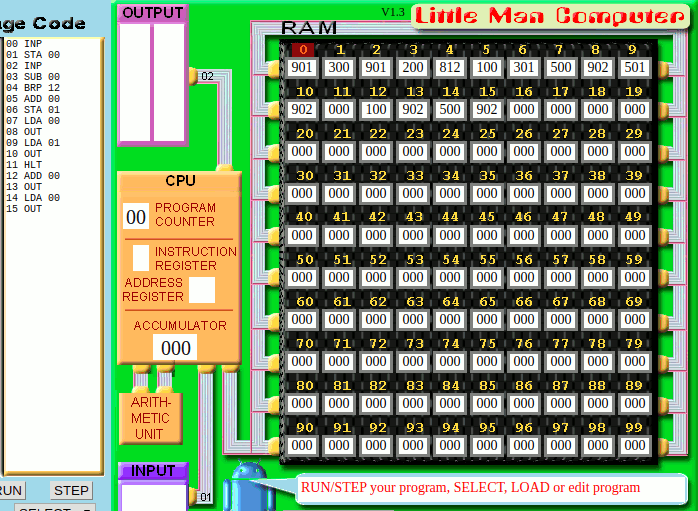 OUTPUT
V1.3 Little Man Computer
RAM
ge Code
00 INP
01 STA 00
02 INP
03 SUB 00
04 BRP 12
05 ADD 00
06 STA 01
07 LDA 00
08 OUT
09 LDA 01
10 OUT
11 HLT
12 ADD 00
13 OUT
14 LDA 00
15 OUT
02
CPU
00 PROGRAM
COUNTER
INSTRUCTION
REGISTER
ADDRESS
REGISTER
ACCUMULATOR
000
ARITH-
METIC
UNIT
INPUT
01
0 1 2 3 4 5 6 7 8 9
901 300 901 200 812 100 301 500 902 501
10 11 12 13 14 15 16 17 18 19
902 000 100 902 500 902 000 000 000 000
20 21 22 23 24 25 26 27 28 29
000 000 000 000 000 000 000 000 000 000
30 31 32 33 34 35 36 37 38 39
000 000 000 000 000 000 000 000 000 000
40 41 42 43 44 45 46 47 48 49
000 000 000 000 000 000 000 000 000 000
50 51 52 53 54 55 56 57 58 59
000 000 000 000 000 000 000 000 000 000
60 61 62 63 64 65 66 67 68 69
000 000 000 000 000 000 000 000 000 000
70 71 72 73 74 75 76 77 78 79
000 000 000 000 000 000 000 000 000 000
80 81 82 83 84 85 86 87 88 89
000 000 000 000 000 000 000 000 000 000
90 91 92 93 94 95 96 97 98 99
000 000 000 000 000 000 000 000 000 000
RUN/STEP your program, SELECT, LOAD or edit program
UN STEP